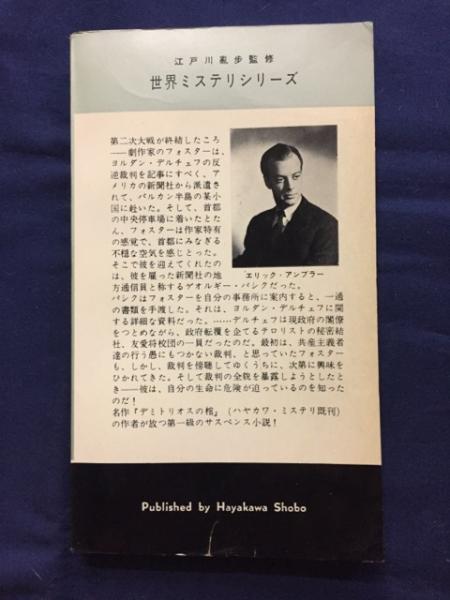 江戸川亂歩監修
世界ミステリシリーズ
第二次大戦が終結したころ
――劇作家のフォスターは、
ヨルダン・デルチェフの反
逆裁判を記事にすべく、ア
メリカの新聞社から派遣さ
れて、バルカン半島の某小
国に赴いた。そして、首都
の中央停車場に着いたとた
ん、フォスターは作家特有
の感覚で、首都にみなぎる
不穏な空気を感じとった。
そこで彼を迎えてくれたの
は、彼を雇った新聞社の地
エリック・アンブラー
方通信員と称するゲオルギー・パシクだった。
パシクはフォスターを自分の事務所に案内すると、一通
の書類を手渡した。それは、ヨルダン・デルチェフに関
する詳細な資料だった。……デルチェフは現政府の閣僚
をつとめながら、政府転覆を企てるテロリストの秘密結
社、友愛将校団の一員だったのだ。最初は、共産主義者
達の行う愚にもつかない裁判、と思っていたフォスター
も、しかし、裁判を傍聴してゆくうちに、次第に興味を
ひかれてきた。そして裁判の全貌を暴露しようとしたと
き――彼は、自分の生命に危険が迫っているのを知った
のだ！
名作『デミトリオスの棺』（ハヤカワ・ミステリ既刊）
の作者が放つ第一級のサスペンス小説！
Published by Hayakawa Shobo